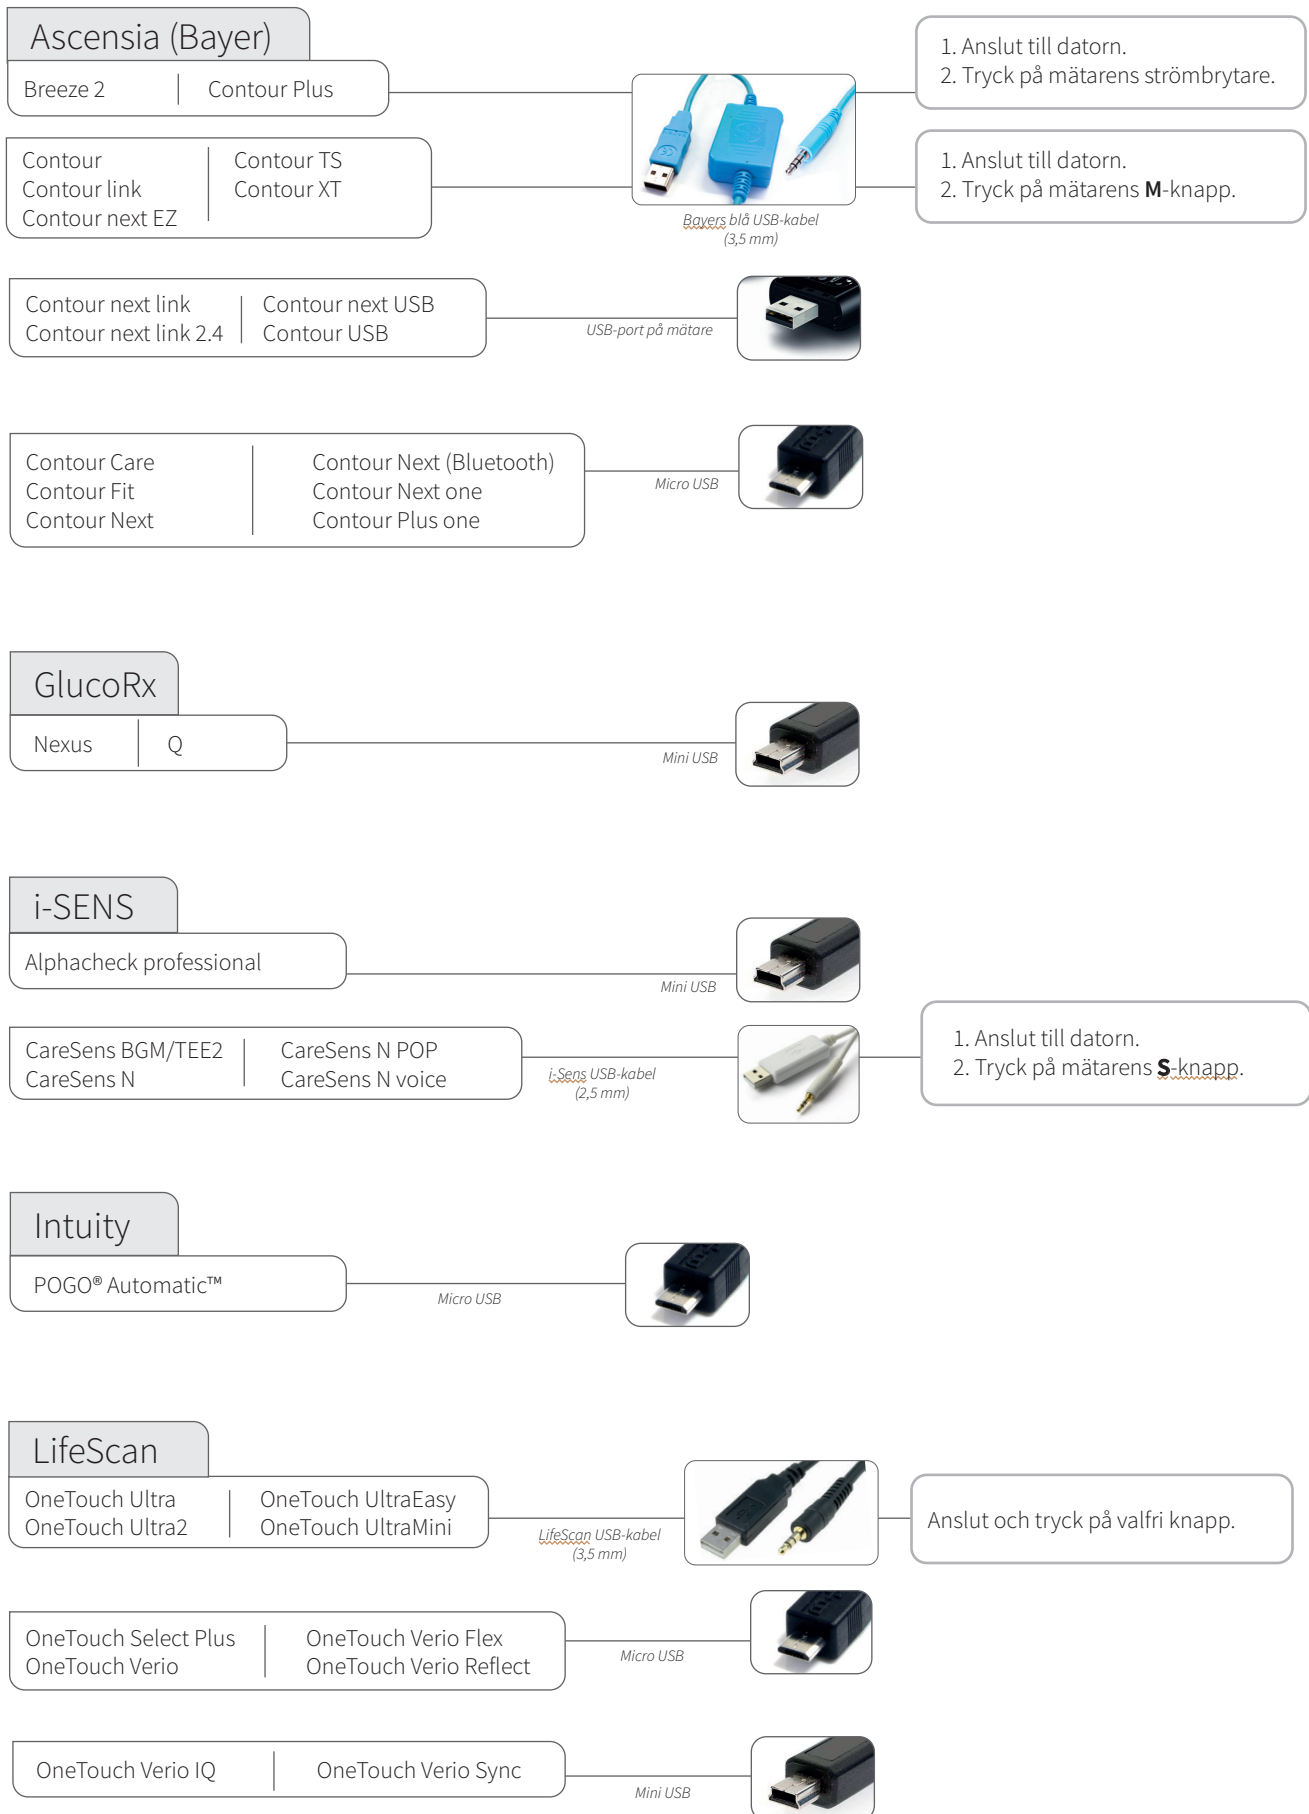 Ascensia (Bayer)
Breeze 2
Contour Plus
1. Anslut till datorn.
2. Tryck på mätarens strömbrytare.
Contour
Contour link
Contour next EZ
Contour TS
Contour XT
Bayers blå USB-kabel
(3,5 mm)
1. Anslut till datorn.
2. Tryck på mätarens M-knapp.
Contour next link
Contour next link 2.4
Contour next USB
Contour USB
USB-port på mätare
Contour Care
Contour Fit
Contour Next
Contour Next (Bluetooth)
Contour Next one
Contour Plus one
Micro USB
GlucoRx
Nexus
Q
Mini USB
i-SENS
Alphacheck professional
Mini USB
CareSens BGM/TEE2
CareSens N
CareSens N POP
CareSens N voice
i-Sens USB-kabel
(2,5 mm)
1. Anslut till datorn.
2. Tryck på mätarens S-knapp.
Intuity
POGO® Automatic™
Micro USB
LifeScan
OneTouch Ultra
OneTouch Ultra2
OneTouch UltraEasy
OneTouch UltraMini
LifeScan USB-kabel
(3,5 mm)
Anslut och tryck på valfri knapp.
OneTouch Select Plus
OneTouch Verio
OneTouch Verio Flex
OneTouch Verio Reflect
Micro USB
OneTouch Verio IQ
OneTouch Verio Sync
Mini USB